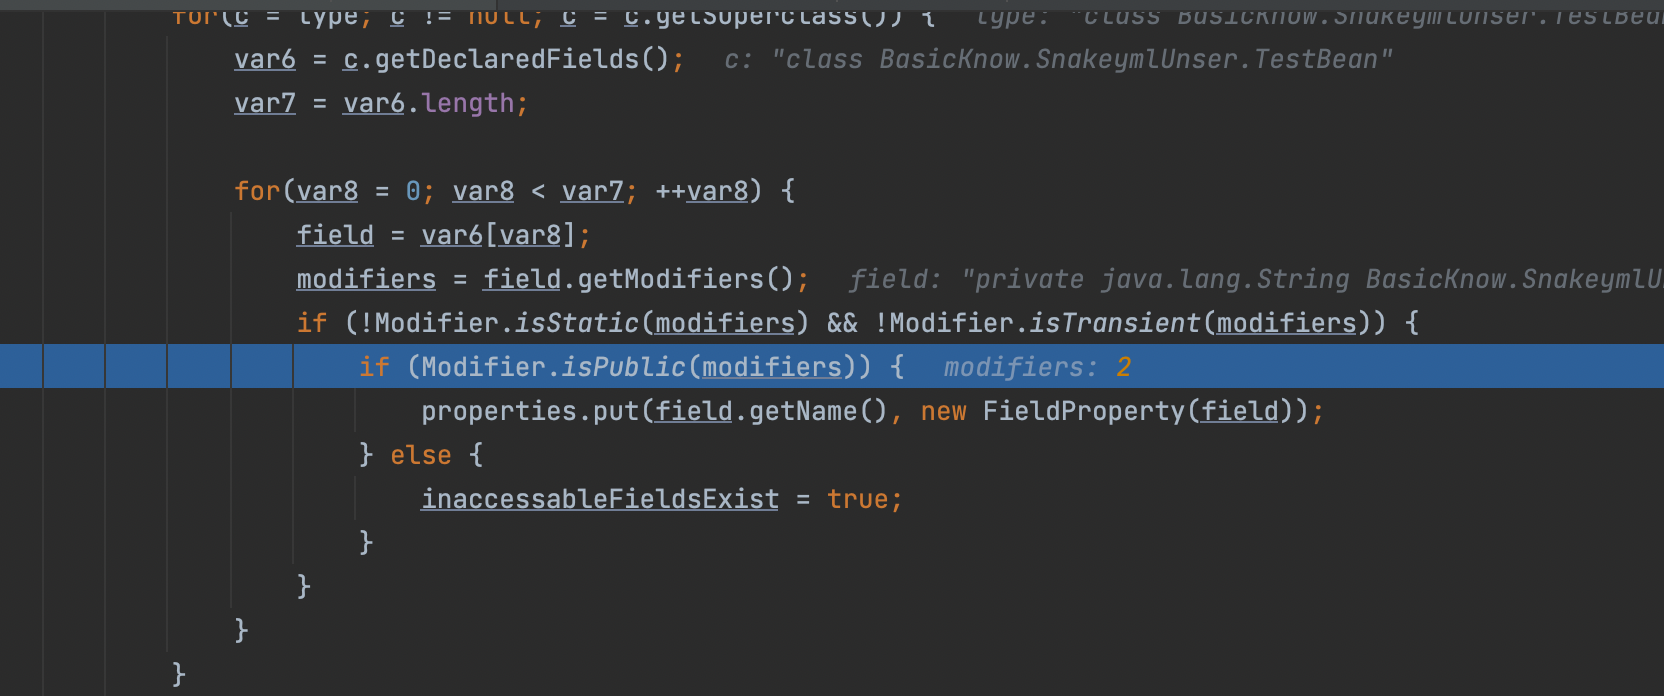 for(c = type; c != null; c = c.getSuperclass()) { type: "class BasicKnow.SnakeymlUnser.TestBean
var6 = c.getDeclaredFields(); c: "class BasicKnow.SnakeymlUnser.TestBean"
var7 = var6.length;
for(var8 = 0; var8 < var7; ++var8) {
field = var6[var8];
modifiers = field.getModifiers(); field: "private java.lang.String BasicKnow.SnakeymlU
if (!Modifier.isStatic(modifiers) && !Modifier.isTransient(modifiers)) {
if (Modifier.isPublic(modifiers)) { modifiers: 2
properties.put(field.getName(), new FieldProperty(field));
} else {
inaccessableFieldsExist = true;
}
}
}
}